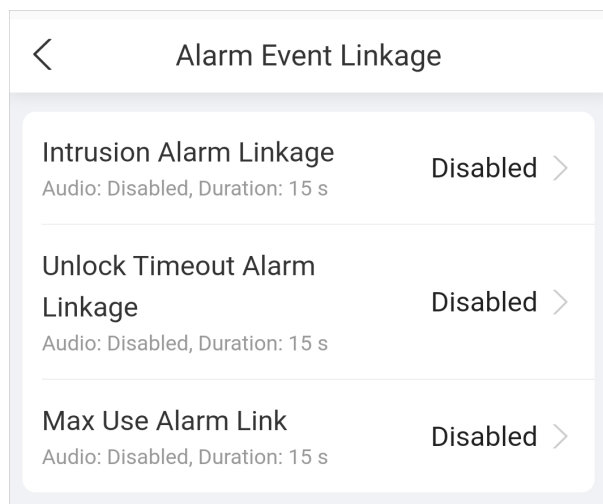 Alarm Event Linkage
Intrusion Alarm Linkage
Audio: Disabled, Duration: 15 s
Disabled
Unlock Timeout Alarm
Linkage
Audio: Disabled, Duration: 15 s
Disabled
Max Use Alarm Link
Audio: Disabled, Duration: 15 s
Disabled